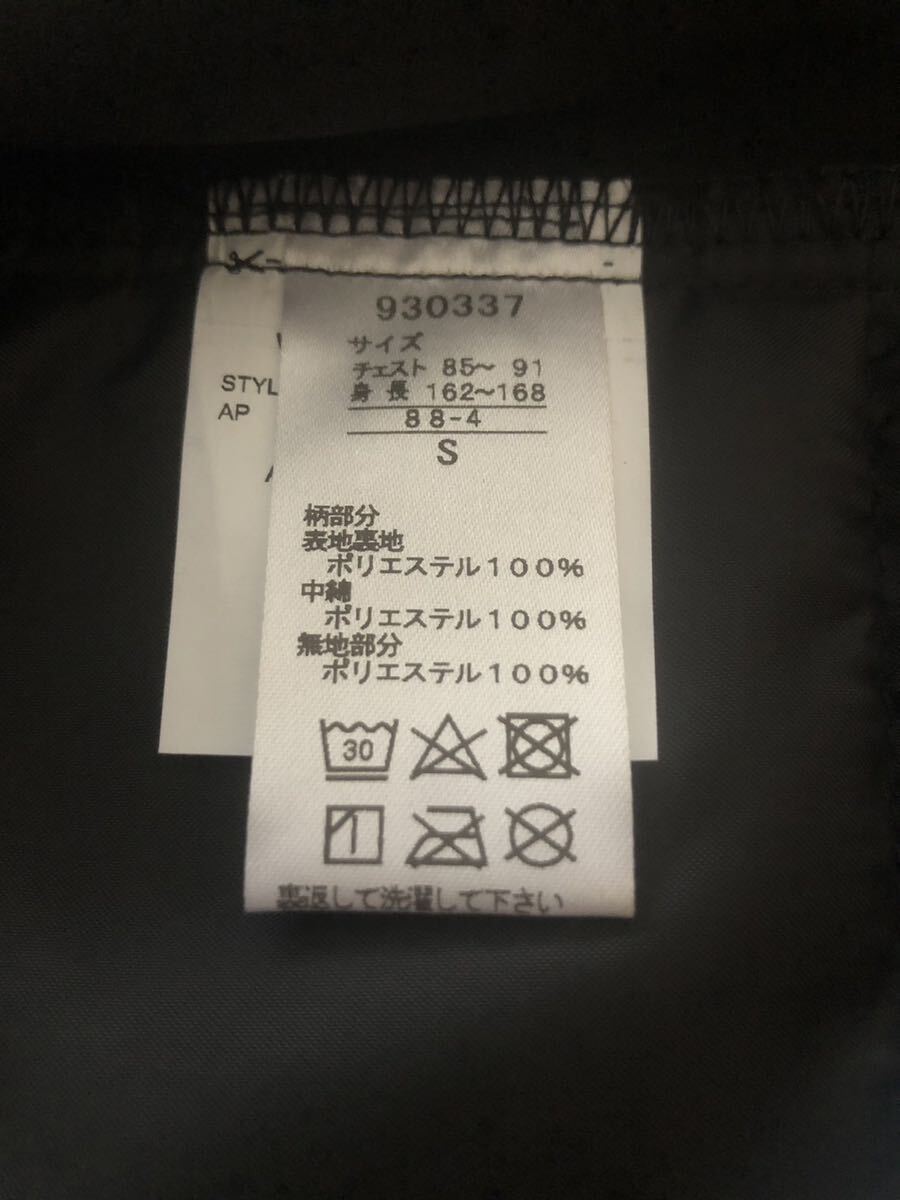 930337
サイズ
チェスト 85～ 91
身 長 162～168
88-4
S
STYL
AP
柄部分
表地裏地
ポリエステル100%
中綿
ポリエステル100%
無地部分
ポリエステル100%
30
裏返して洗濯して下さい